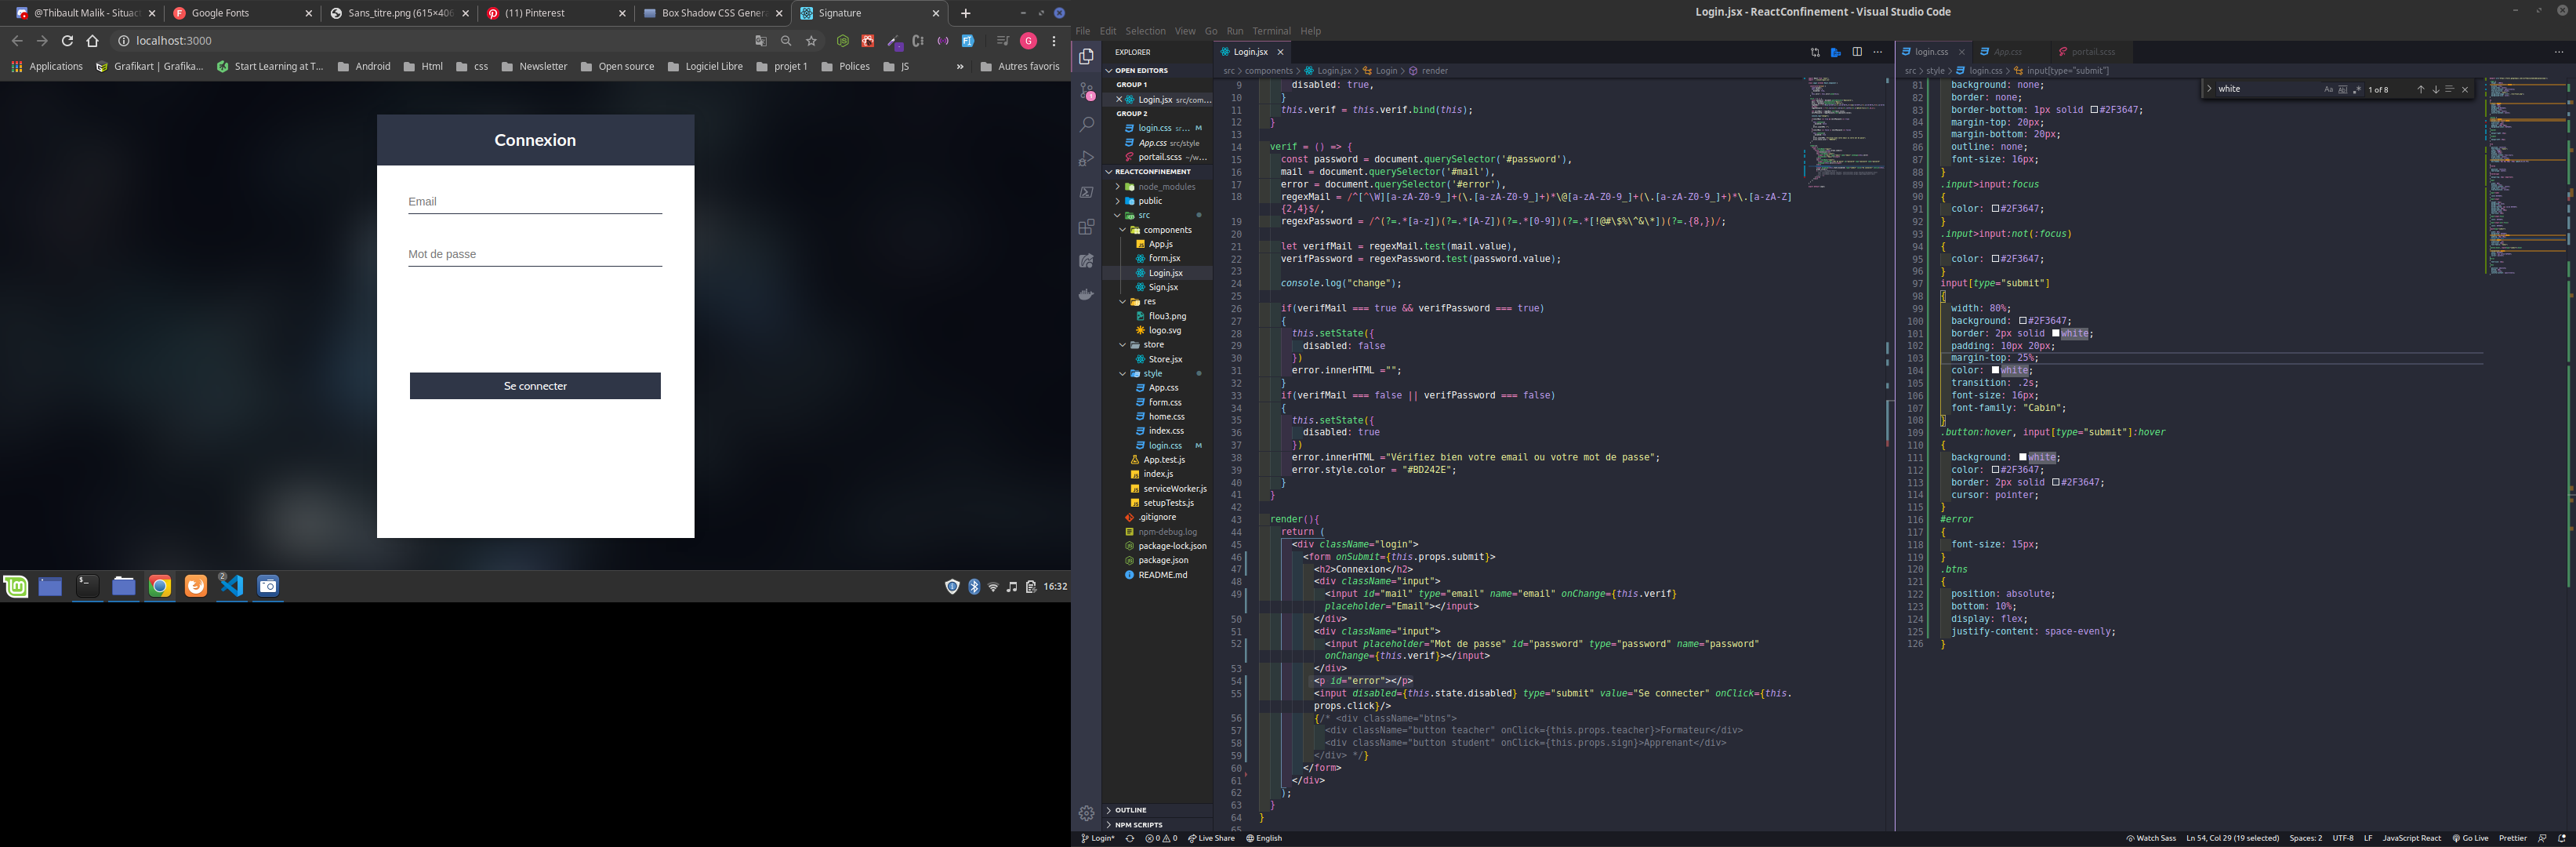 @Thibault Malik - Situac
Google Fonts
Sans_titre.png (615×406
(11) Pinterest
Box Shadow CSS Gener
Signature
localhost:3000
Applications
Grafikart | Grafika...
Start Learning at T...
Android
Html
css
Newsletter
Open source
Logiciel Libre
projet 1
Polices
JS
»
Autres favoris
Connexion
Email
Mot de passe
Se connecter
16:32
Login.jsx - ReactConfinement - Visual Studio Code
File Edit Selection View Go Run Terminal Help
EXPLORER
OPEN EDITORS
GROUP 1
Login.jsx src/com...
GROUP 2
login.css sr... M
App.css src/style
portail.scss ~/w...
REACTCONFINEMENT
node_modules
public
src
components
App.js
form.jsx
Login.jsx
Sign.jsx
res
flou3.png
logo.svg
store
Store.jsx
style
App.css
form.css
home.css
index.css
login.css M
App.test.js
index.js
serviceWorker.js
setupTests.js
.gitignore
npm-debug.log
package-lock.json
package.json
README.md
OUTLINE
NPM SCRIPTS
Login.jsx
src > components > Login.jsx > Login > render
9 disabled: true,
10 }
11 this.verif = this.verif.bind(this);
12 }
13
14 verif = () => {
15 const password = document.querySelector('#password'),
16 mail = document.querySelector('#mail'),
17 error = document.querySelector('#error'),
18 regexMail = /^[^\W][a-zA-Z0-9_]+(\.[a-zA-Z0-9_]+)*\@[a-zA-Z0-9_]+(\.[a-zA-Z0-9_]+)*\.[a-zA-Z]
{2,4}$/,
19 regexPassword = /^(?=.*[a-z])(?=.*[A-Z])(?=.*[0-9])(?=.*[!@#\$%\^&\*])(?=.{8,})/;
20
21 let verifMail = regexMail.test(mail.value),
22 verifPassword = regexPassword.test(password.value);
23
24 console.log("change");
25
26 if(verifMail === true && verifPassword === true)
27 {
28 this.setState({
29 disabled: false
30 })
31 error.innerHTML ="";
32 }
33 if(verifMail === false || verifPassword === false)
34 {
35 this.setState({
36 disabled: true
37 })
38 error.innerHTML ="Vérifiez bien votre email ou votre mot de passe";
39 error.style.color = "#BD242E";
40 }
41 }
42
43 render(){
44 return (
45 <div className="login">
46 <form onSubmit={this.props.submit}>
47 <h2>Connexion</h2>
48 <div className="input">
49 <input id="mail" type="email" name="email" onChange={this.verif}
placeholder="Email"></input>
50 </div>
51 <div className="input">
52 <input placeholder="Mot de passe" id="password" type="password" name="password"
onChange={this.verif}></input>
53 </div>
54 <p id="error"></p>
55 <input disabled={this.state.disabled} type="submit" value="Se connecter" onClick={this.
props.click}/>
56 {/* <div className="btns">
57 <div className="button teacher" onClick={this.props.teacher}>Formateur</div>
58 <div className="button student" onClick={this.props.sign}>Apprenant</div>
59 </div> */}
60 </form>
61 </div>
62 );
63 }
64 }
65
login.css
App.css
portail.scss
src > style > login.css > input[type="submit"]
white
1 of 8
81 background: none;
82 border: none;
83 border-bottom: 1px solid #2F3647;
84 margin-top: 20px;
85 margin-bottom: 20px;
86 outline: none;
87 font-size: 16px;
88 }
89 .input>input:focus
90 {
91 color: #2F3647;
92 }
93 .input>input:not(:focus)
94 {
95 color: #2F3647;
96 }
97 input[type="submit"]
98 {
99 width: 80%;
100 background: #2F3647;
101 border: 2px solid white;
102 padding: 10px 20px;
103 margin-top: 25%;
104 color: white;
105 transition: .2s;
106 font-size: 16px;
107 font-family: "Cabin";
108 }
109 .button:hover, input[type="submit"]:hover
110 {
111 background: white;
112 color: #2F3647;
113 border: 2px solid #2F3647;
114 cursor: pointer;
115 }
116 #error
117 {
118 font-size: 15px;
119 }
120 .btns
121 {
122 position: absolute;
123 bottom: 10%;
124 display: flex;
125 justify-content: space-evenly;
126 }
Login* 0 0 Live Share English
Watch Sass Ln 54, Col 29 (19 selected) Spaces: 2 UTF-8 LF JavaScript React Go Live Prettier